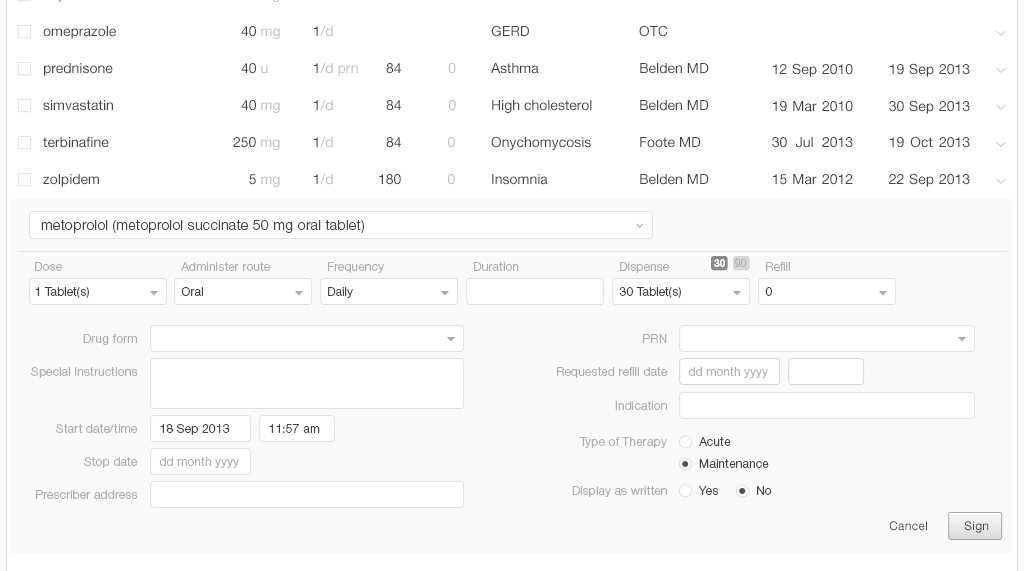 omeprazole 40 mg 1/d GERD OTC
prednisone 40 u 1/d prn 84 0 Asthma Belden MD 12 Sep 2010 19 Sep 2013
simvastatin 40 mg 1/d 84 0 High cholesterol Belden MD 19 Mar 2010 30 Sep 2013
terbinafine 250 mg 1/d 84 0 Onychomycosis Foote MD 30 Jul 2013 19 Oct 2013
zolpidem 5 mg 1/d 180 0 Insomnia Belden MD 15 Mar 2012 22 Sep 2013
metoprolol (metoprolol succinate 50 mg oral tablet)
Dose Administer route Frequency Duration Dispense 30 90 Refill
1 Tablet(s) Oral Daily 30 Tablet(s) 0
Drug form PRN
Special Instructions Requested refill date dd month yyyy
Indication
Start date/time 18 Sep 2013 11:57 am Type of Therapy Acute
Stop date dd month yyyy Maintenance
Prescriber address Display as written Yes No
Cancel Sign